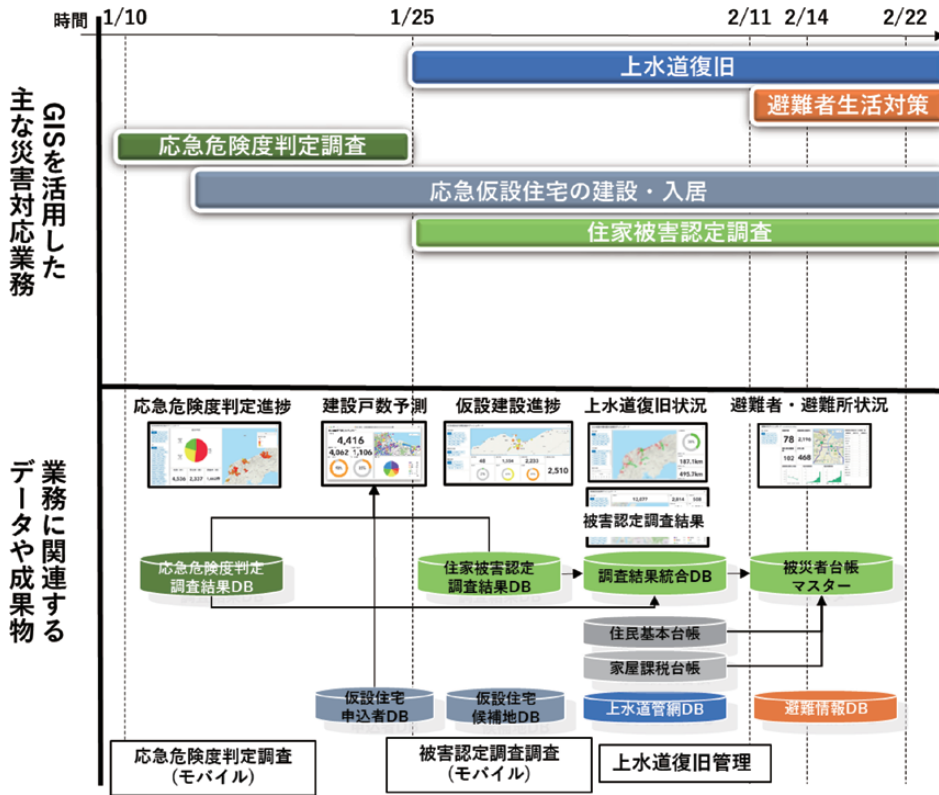 時間
1/10
1/25
2/11
2/14
2/22
GISを活用した
主な災害対応業務
上水道復旧
避難者生活対策
応急危険度判定調査
応急仮設住宅の建設・入居
住家被害認定調査
業務に関連する
データや成果物
応急危険度判定進捗
建設戸数予測
仮設建設進捗
上水道復旧状況
避難者・避難所状況
4,416
4,062
1,106
2,510
78
2,196
102
468
被害認定調査結果
応急危険度判定
調査結果DB
住家被害認定
調査結果DB
調査結果統合DB
被災者台帳
マスター
住民基本台帳
家屋課税台帳
仮設住宅
申込者DB
仮設住宅
候補地DB
上水道管網DB
避難情報DB
応急危険度判定調査
(モバイル)
被害認定調査調査
(モバイル)
上水道復旧管理